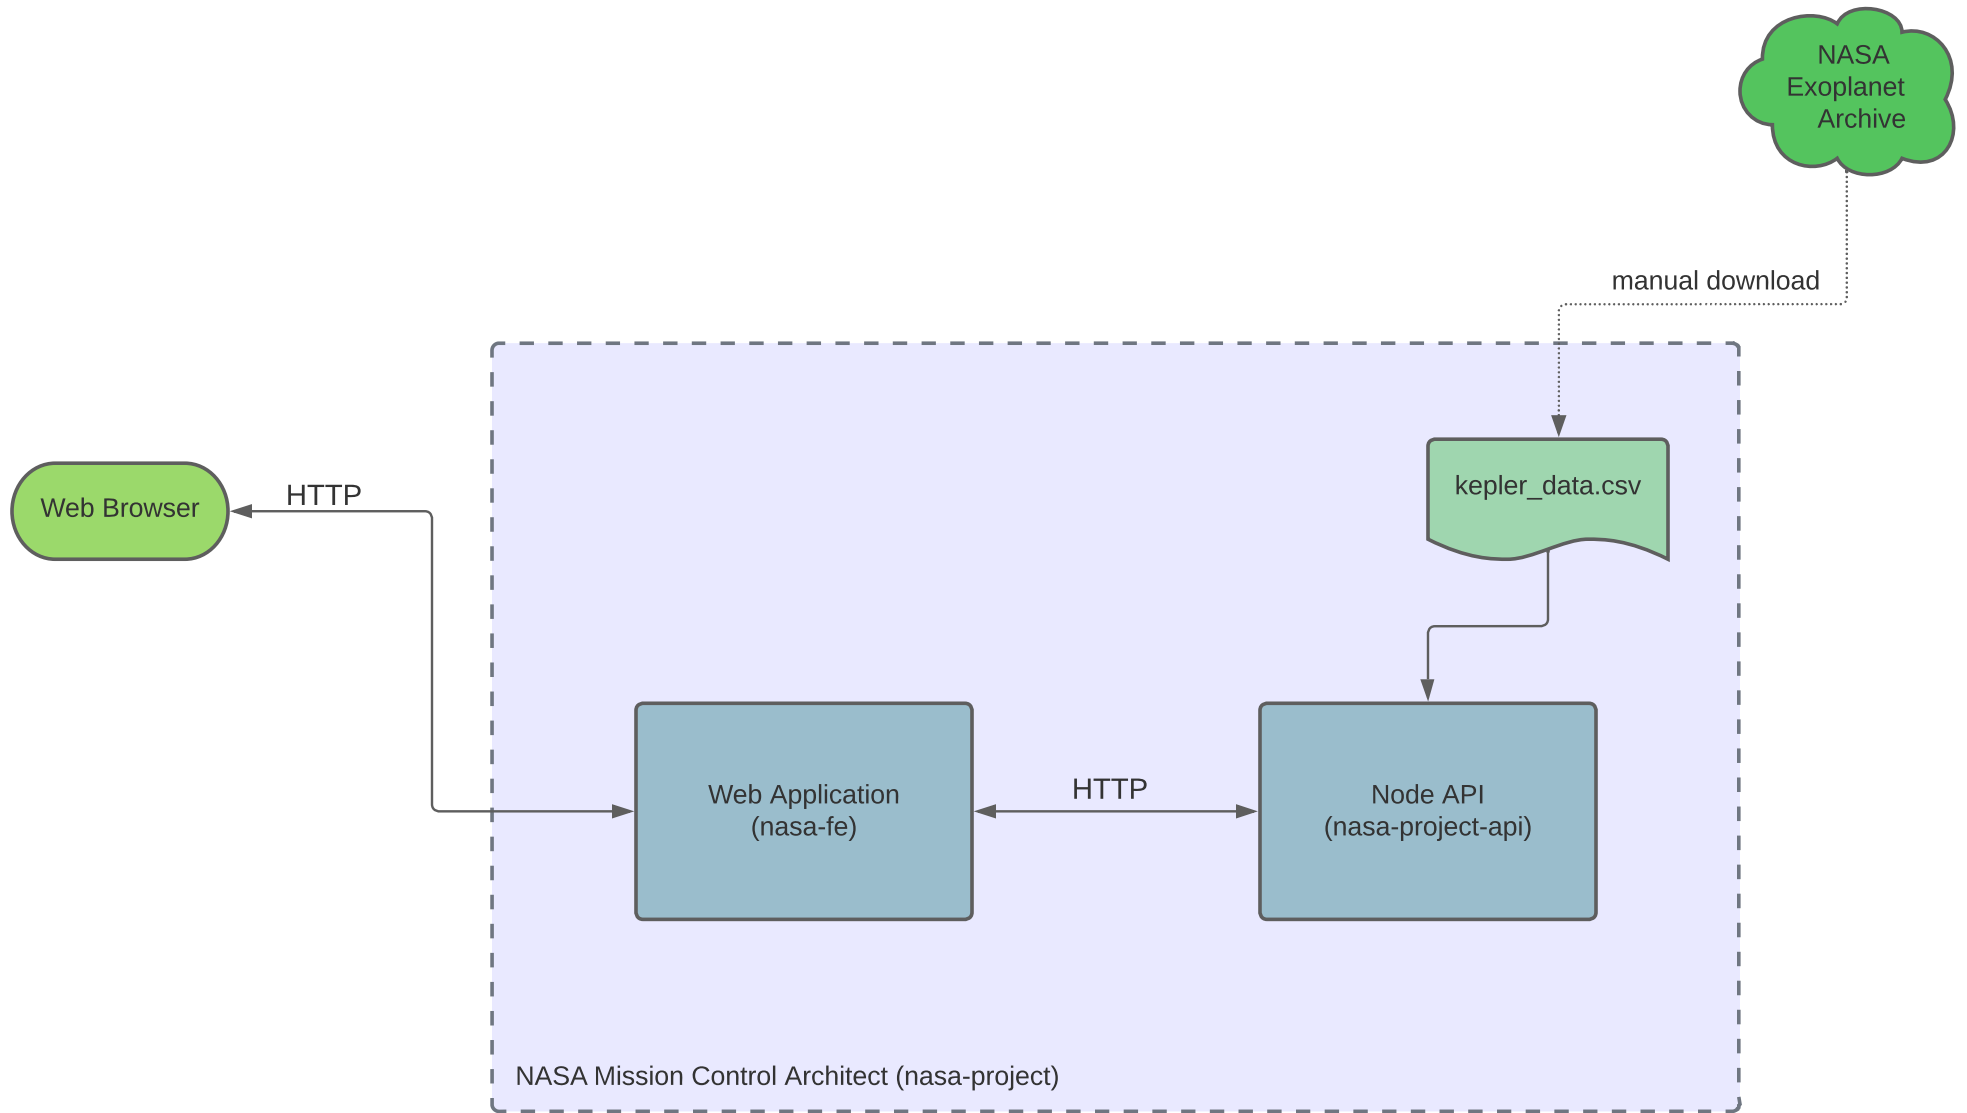 NASA
Exoplanet
Archive
manual download
kepler_data.csv
Web Browser
HTTP
Web Application
(nasa-fe)
HTTP
Node API
(nasa-project-api)
NASA Mission Control Architect (nasa-project)